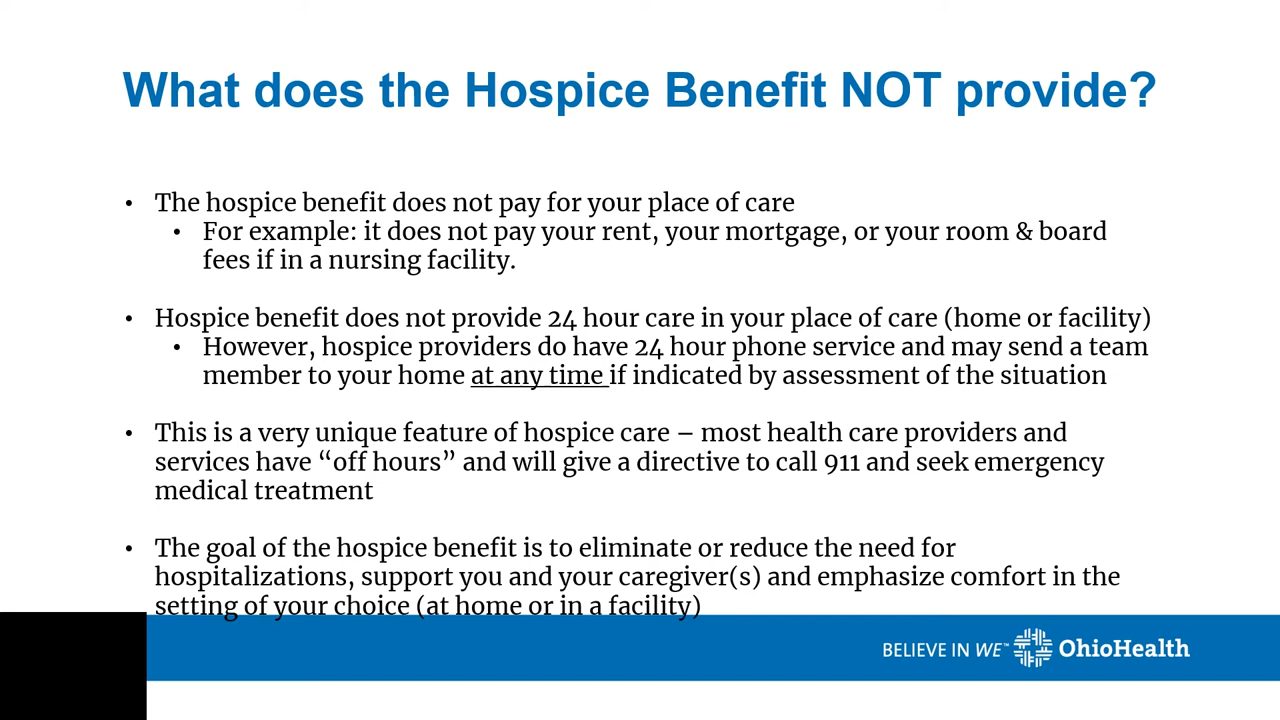 What does the Hospice Benefit NOT provide?
• The hospice benefit does not pay for your place of care
• For example: it does not pay your rent, your mortgage, or your room & board
fees if in a nursing facility.
• Hospice benefit does not provide 24 hour care in your place of care (home or facility)
• However, hospice providers do have 24 hour phone service and may send a team
member to your home at any time if indicated by assessment of the situation
• This is a very unique feature of hospice care – most health care providers and
services have “off hours” and will give a directive to call 911 and seek emergency
medical treatment
• The goal of the hospice benefit is to eliminate or reduce the need for
hospitalizations, support you and your caregiver(s) and emphasize comfort in the
setting of your choice (at home or in a facility)
BELIEVE IN WE™ OhioHealth